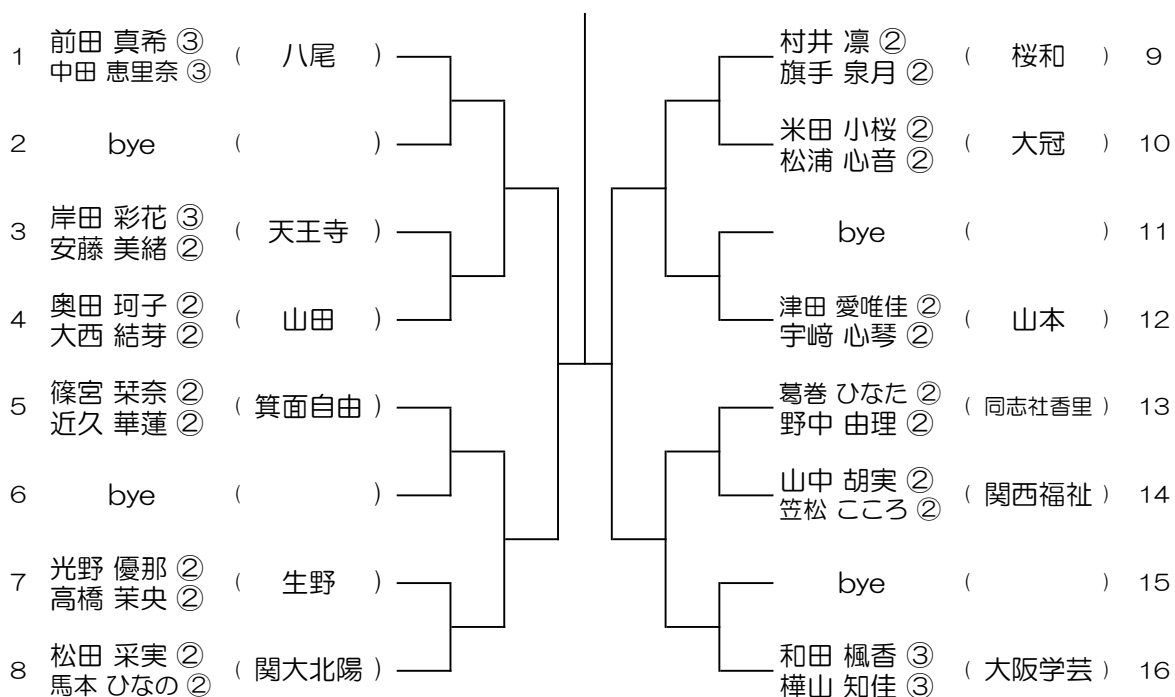 1 前田 真希 ③ ( 八尾 )
中田 恵里奈 ③
2 bye ( )
3 岸田 彩花 ③ ( 天王寺 )
安藤 美緒 ②
4 奥田 珂子 ② ( 山田 )
大西 結芽 ②
5 篠宮 栞奈 ② ( 箕面自由 )
近久 華蓮 ②
6 bye ( )
7 光野 優那 ② ( 生野 )
高橋 茉央 ②
8 松田 采実 ② ( 関大北陽 )
馬本 ひなの ②
村井 凛 ② ( 桜和 ) 9
旗手 泉月 ②
米田 小桜 ② ( 大冠 ) 10
松浦 心音 ②
bye ( ) 11
津田 愛唯佳 ② ( 山本 ) 12
宇﨑 心琴 ②
葛巻 ひなた ② ( 同志社香里 ) 13
野中 由理 ②
山中 胡実 ② ( 関西福祉 ) 14
笠松 こころ ②
bye ( ) 15
和田 楓香 ③ ( 大阪学芸 ) 16
樺山 知佳 ③